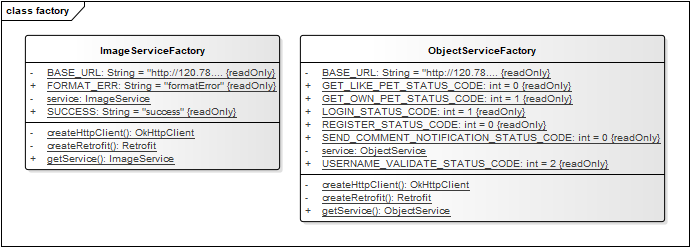 class factory
ImageServiceFactory
- BASE_URL: String = "http://120.78.... {readOnly}
+ FORMAT_ERR: String = "formatError" {readOnly}
- service: ImageService
+ SUCCESS: String = "success" {readOnly}
- createHttpClient(): OkHttpClient
- createRetrofit(): Retrofit
+ getService(): ImageService
ObjectServiceFactory
- BASE_URL: String = "http://120.78.... {readOnly}
+ GET_LIKE_PET_STATUS_CODE: int = 0 {readOnly}
+ GET_OWN_PET_STATUS_CODE: int = 1 {readOnly}
+ LOGIN_STATUS_CODE: int = 1 {readOnly}
+ REGISTER_STATUS_CODE: int = 0 {readOnly}
+ SEND_COMMENT_NOTIFICATION_STATUS_CODE: int = 0 {readOnly}
- service: ObjectService
+ USERNAME_VALIDATE_STATUS_CODE: int = 2 {readOnly}
- createHttpClient(): OkHttpClient
- createRetrofit(): Retrofit
+ getService(): ObjectService